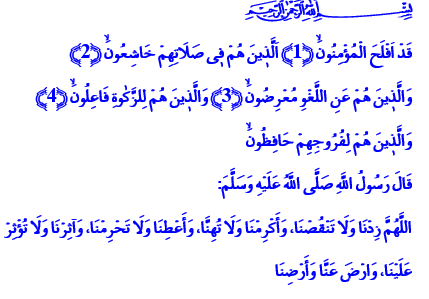 بِسْمِ اللَّهِ الرَّحْمَنِ الرَّحِيمِ
قَدْ اَفْلَحَ الْمُؤْمِنُونَۙ ﴿1﴾ اَلَّذ۪ينَ هُمْ ف۪ي صَلَاتِهِمْ خَاشِعُونَۙ ﴿2﴾
وَالَّذ۪ينَ هُمْ عَنِ اللَّغْوِ مُعْرِضُونَۙ ﴿3﴾ وَالَّذ۪ينَ هُمْ لِلزَّكٰوةِ فَاعِلُونَۙ ﴿4﴾
وَالَّذ۪ينَ هُمْ لِفُرُوجِهِمْ حَافِظُونَۙ
قَالَ رَسُولُ اللَّهِ صَلَّى اللَّهُ عَلَيْهِ وَسَلَّمَ:
اللَّهُمَّ زِدْنَا وَلَا تَنْقُصْنَا، وَأَكْرِمْنَا وَلَا تُهِنَّا، وَأَعْطِنَا وَلَا تَحْرِمْنَا، وَآثِرْنَا وَلَا تُؤْثِرْ
عَلَيْنَا، وَارْضَ عَنَّا وَأَرْضِنَا